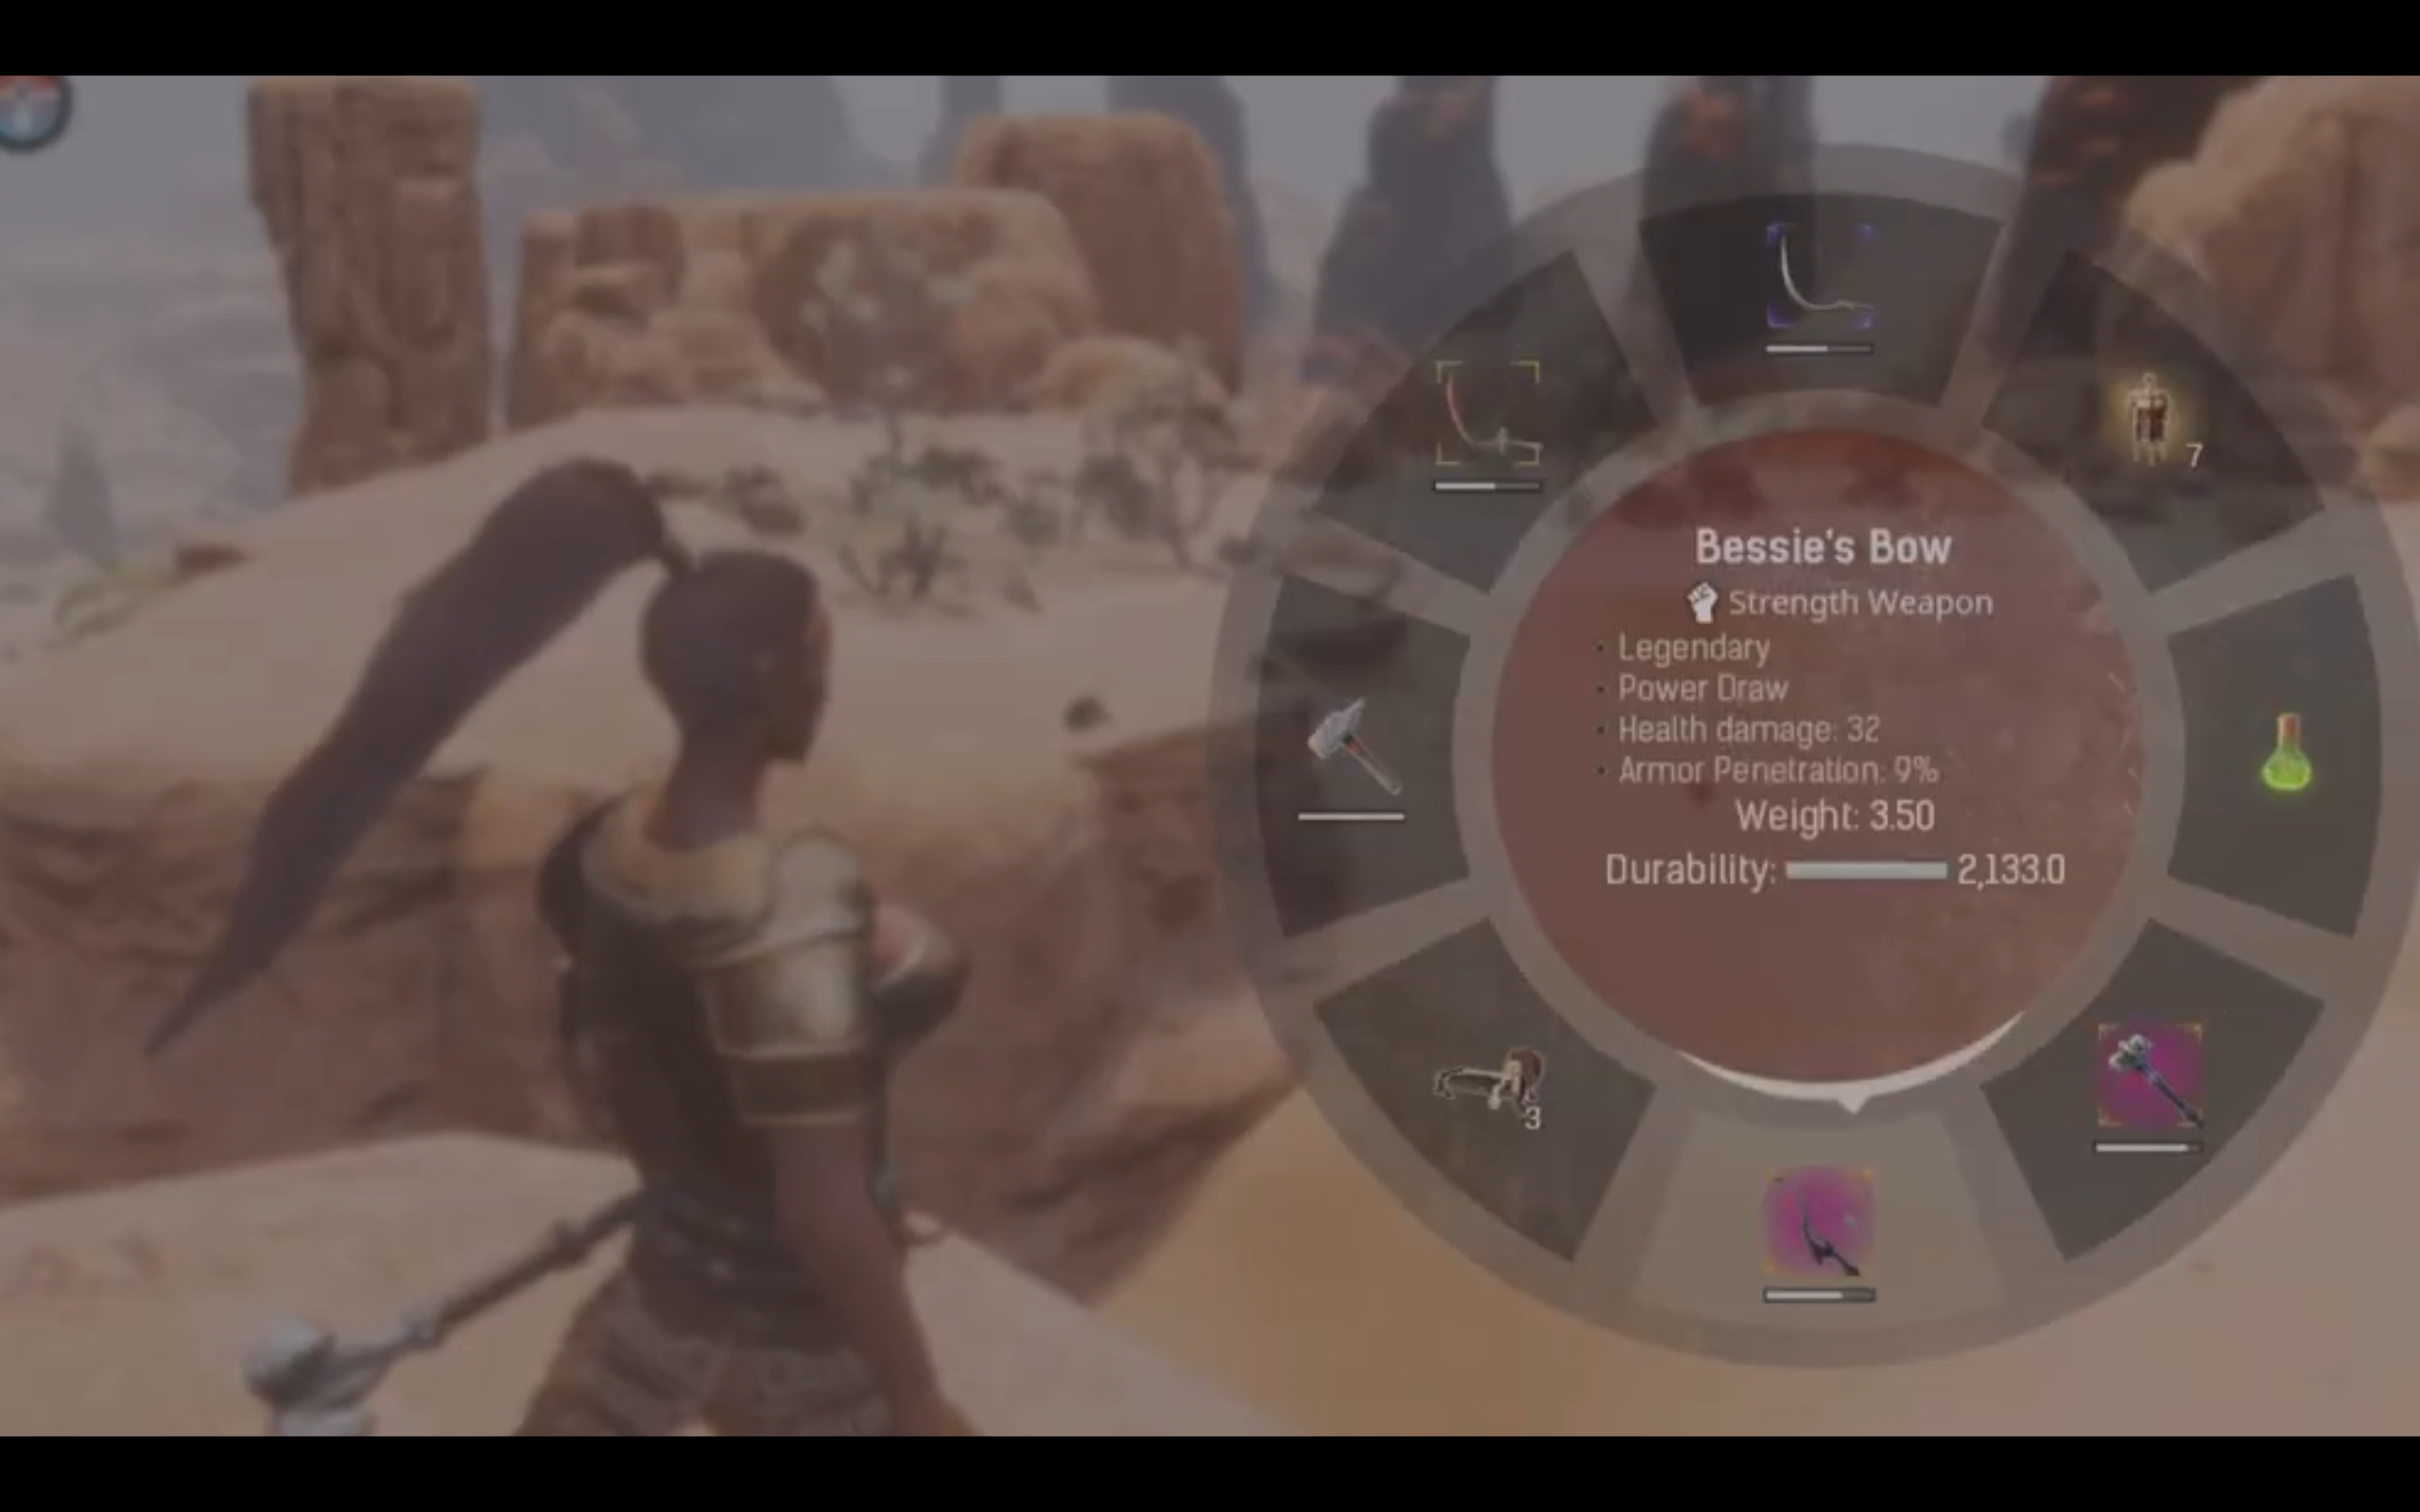 7
Bessie's Bow
Strength Weapon
· Legendary
· Power Draw
· Health damage: 32
· Armor Penetration: 9%
Weight: 3.50
Durability: 2,133.0
3